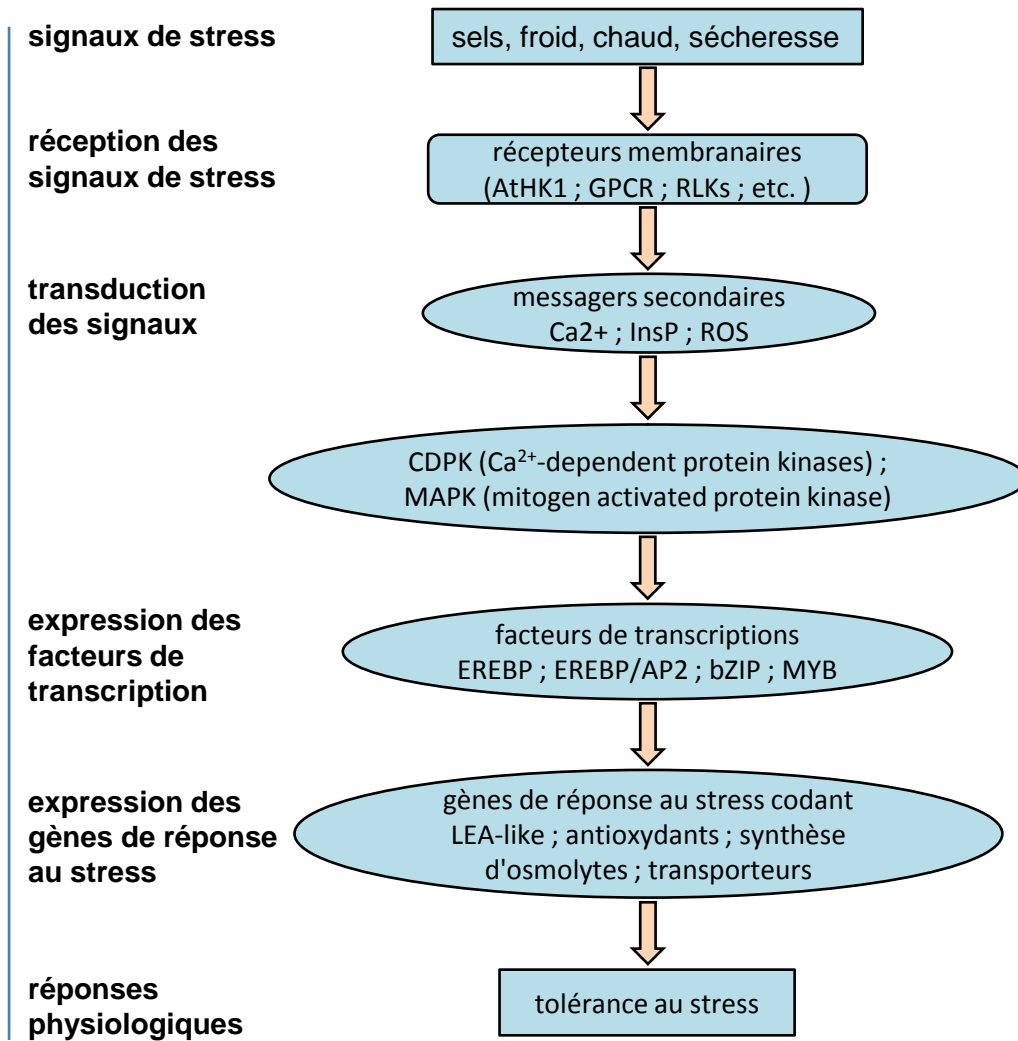 signaux de stress
sels, froid, chaud, sécheresse
réception des
signaux de stress
récepteurs membranaires
(AtHK1 ; GPCR ; RLKs ; etc. )
transduction
des signaux
messagers secondaires
Ca2+ ; InsP ; ROS
CDPK (Ca²⁺-dependent protein kinases) ;
MAPK (mitogen activated protein kinase)
expression des
facteurs de
transcription
facteurs de transcriptions
EREBP ; EREBP/AP2 ; bZIP ; MYB
expression des
gènes de réponse
au stress
gènes de réponse au stress codant
LEA-like ; antioxydants ; synthèse
d'osmolytes ; transporteurs
réponses
physiologiques
tolérance au stress